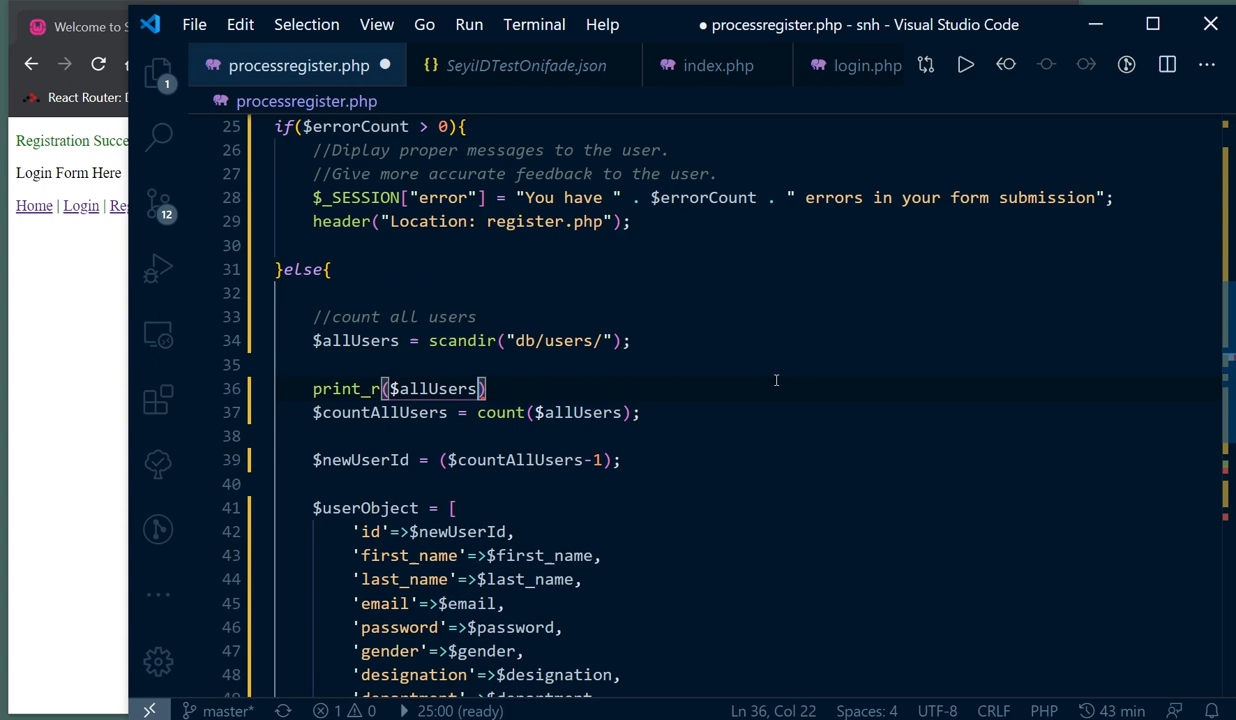 Welcome to S
React Router: D
Registration Succe
Login Form Here
Home | Login | Re
File Edit Selection View Go Run Terminal Help
● processregister.php - snh - Visual Studio Code
processregister.php
{} SeyiIDTestOnifade.json
index.php
login.php
processregister.php
1
12
25 if($errorCount > 0){
26 //Diplay proper messages to the user.
27 //Give more accurate feedback to the user.
28 $_SESSION["error"] = "You have " . $errorCount . " errors in your form submission";
29 header("Location: register.php");
30
31 }else{
32
33 //count all users
34 $allUsers = scandir("db/users/");
35
36 print_r($allUsers)
37 $countAllUsers = count($allUsers);
38
39 $newUserId = ($countAllUsers-1);
40
41 $userObject = [
42 'id'=>$newUserId,
43 'first_name'=>$first_name,
44 'last_name'=>$last_name,
45 'email'=>$email,
46 'password'=>$password,
47 'gender'=>$gender,
48 'designation'=>$designation,
49 'department'=>$department,
master* 1 0 25:00 (ready) Ln 36, Col 22 Spaces: 4 UTF-8 CRLF PHP 43 min